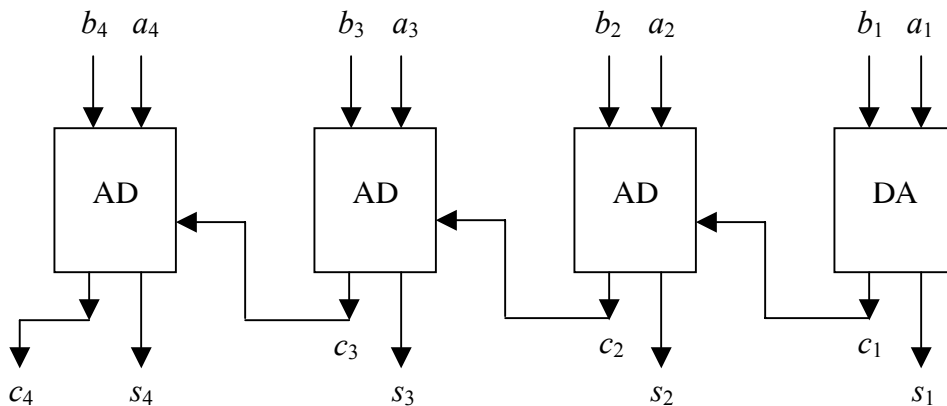 b4 a4 b3 a3 b2 a2 b1 a1
AD AD AD DA
c3 c2 c1
c4 s4 s3 s2 s1